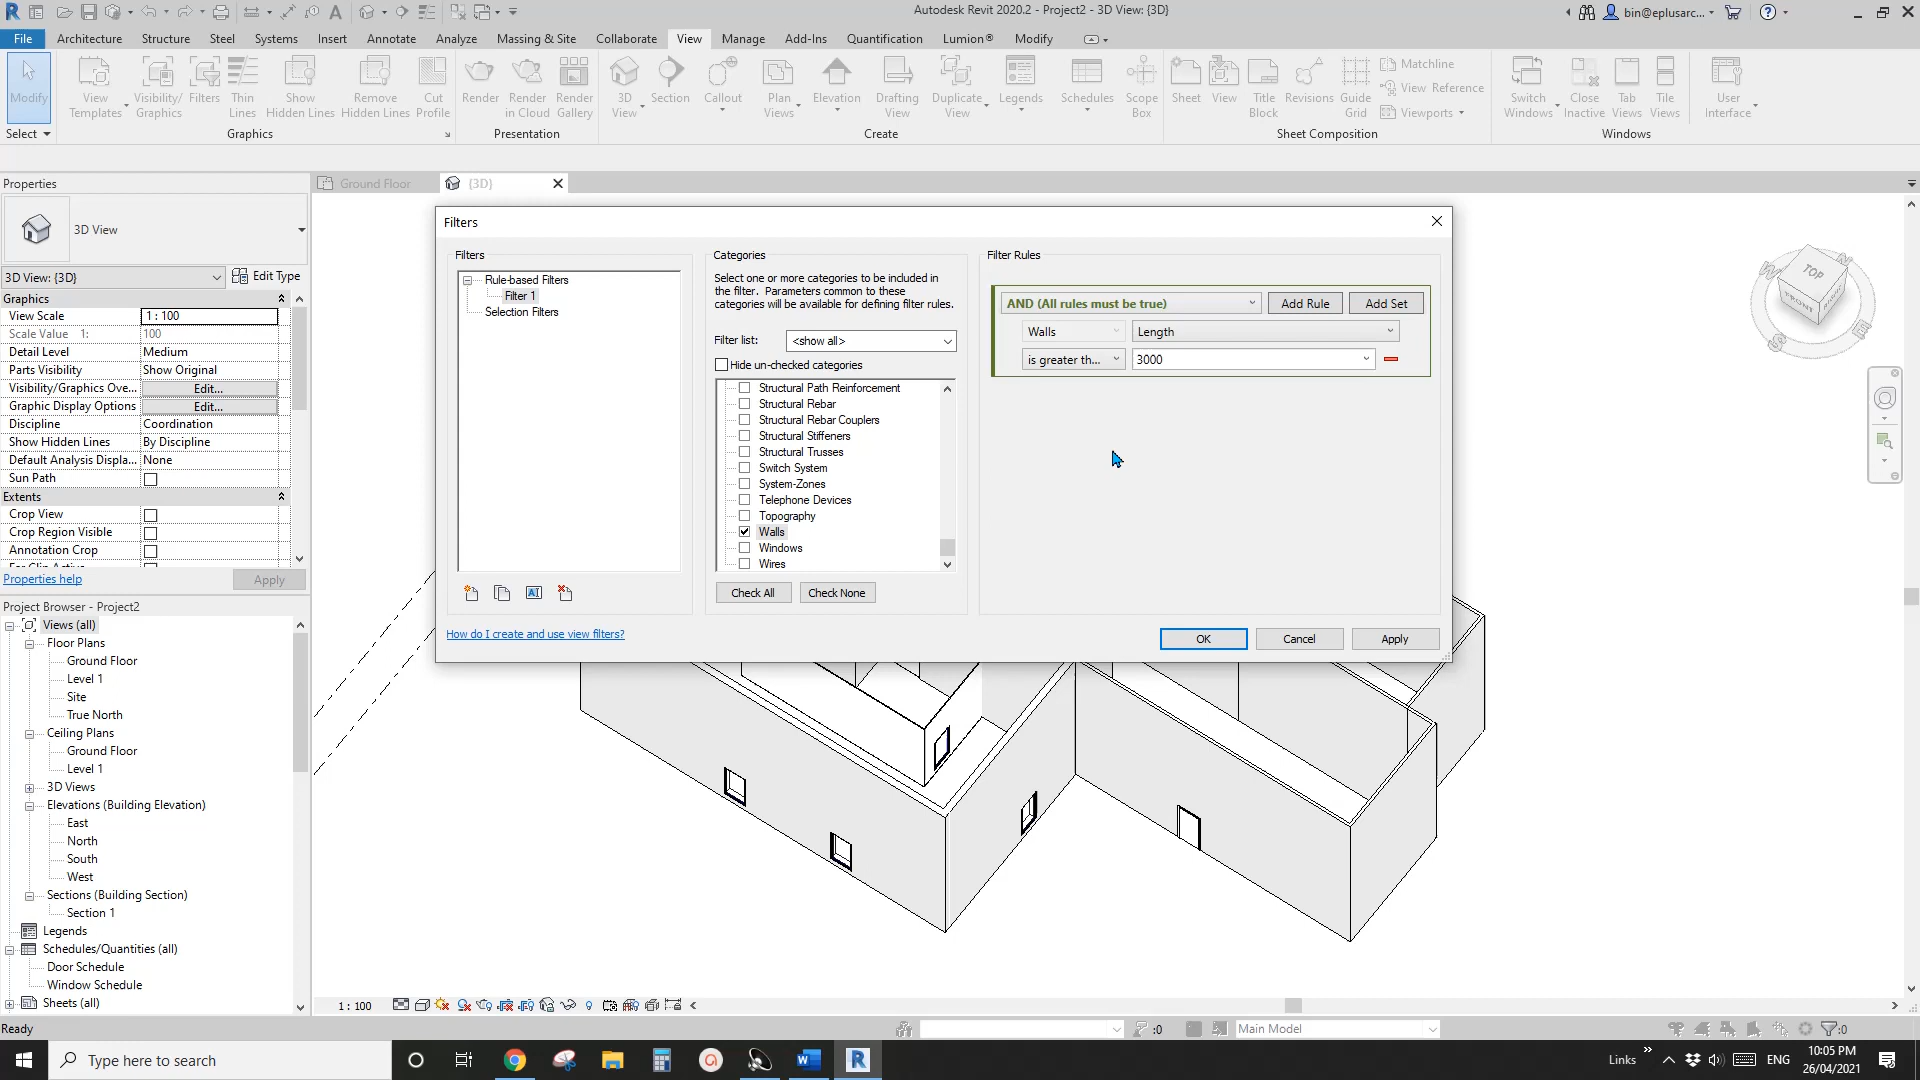 Autodesk Revit 2020.2 - Project2 - 3D View: {3D}
bin@eplusarc...
File Architecture Structure Steel Systems Insert Annotate Analyze Massing & Site Collaborate View Manage Add-Ins Quantification Lumion® Modify
Modify
View Templates
Visibility/ Graphics
Filters
Thin Lines
Show Hidden Lines
Remove Hidden Lines
Cut Profile
Render
Render in Cloud
Render Gallery
3D View
Section
Callout
Plan Views
Elevation
Drafting View
Duplicate View
Legends
Schedules
Scope Box
Sheet
View
Title Block
Revisions
Guide Grid
Matchline
View Reference
Viewports
Switch Windows
Close Inactive
Tab Views
Tile Views
User Interface
Select Graphics Presentation Create Sheet Composition Windows
Properties
Ground Floor
{3D}
3D View
3D View: {3D}
Edit Type
Graphics
View Scale 1 : 100
Scale Value 1: 100
Detail Level Medium
Parts Visibility Show Original
Visibility/Graphics Ove... Edit...
Graphic Display Options Edit...
Discipline Coordination
Show Hidden Lines By Discipline
Default Analysis Displa... None
Sun Path
Extents
Crop View
Crop Region Visible
Annotation Crop
Properties help
Apply
Project Browser - Project2
Views (all)
Floor Plans
Ground Floor
Level 1
Site
True North
Ceiling Plans
Ground Floor
Level 1
3D Views
Elevations (Building Elevation)
East
North
South
West
Sections (Building Section)
Section 1
Legends
Schedules/Quantities (all)
Door Schedule
Window Schedule
Sheets (all)
Filters
Filters
Rule-based Filters
Filter 1
Selection Filters
How do I create and use view filters?
Categories
Select one or more categories to be included in
the filter. Parameters common to these
categories will be available for defining filter rules.
Filter list: <show all>
Hide un-checked categories
Structural Path Reinforcement
Structural Rebar
Structural Rebar Couplers
Structural Stiffeners
Structural Trusses
Switch System
System-Zones
Telephone Devices
Topography
Walls
Windows
Wires
Check All
Check None
Filter Rules
AND (All rules must be true)
Add Rule
Add Set
Walls
Length
is greater th...
3000
OK
Cancel
Apply
TOP
FRONT
RIGHT
W
N
S
E
1 : 100
Ready
:0
Main Model
:0
Type here to search
Links
ENG
10:05 PM
26/04/2021